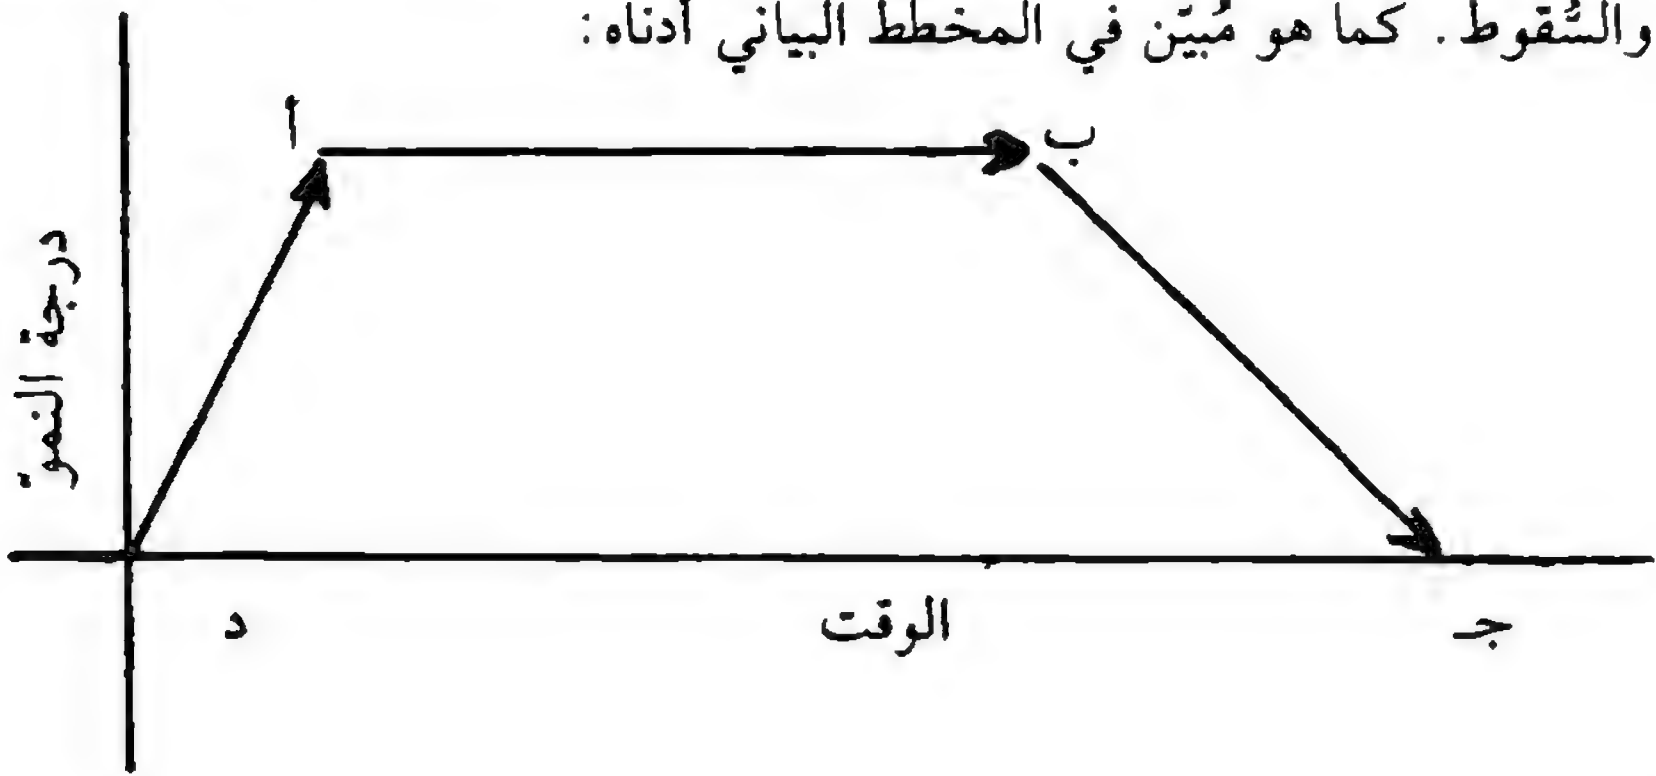 والسُّقوط. كما هو مُبيّن في المخطط البياني أدناه:
أ
ب
درجة النموّ
د
الوقت
جـ